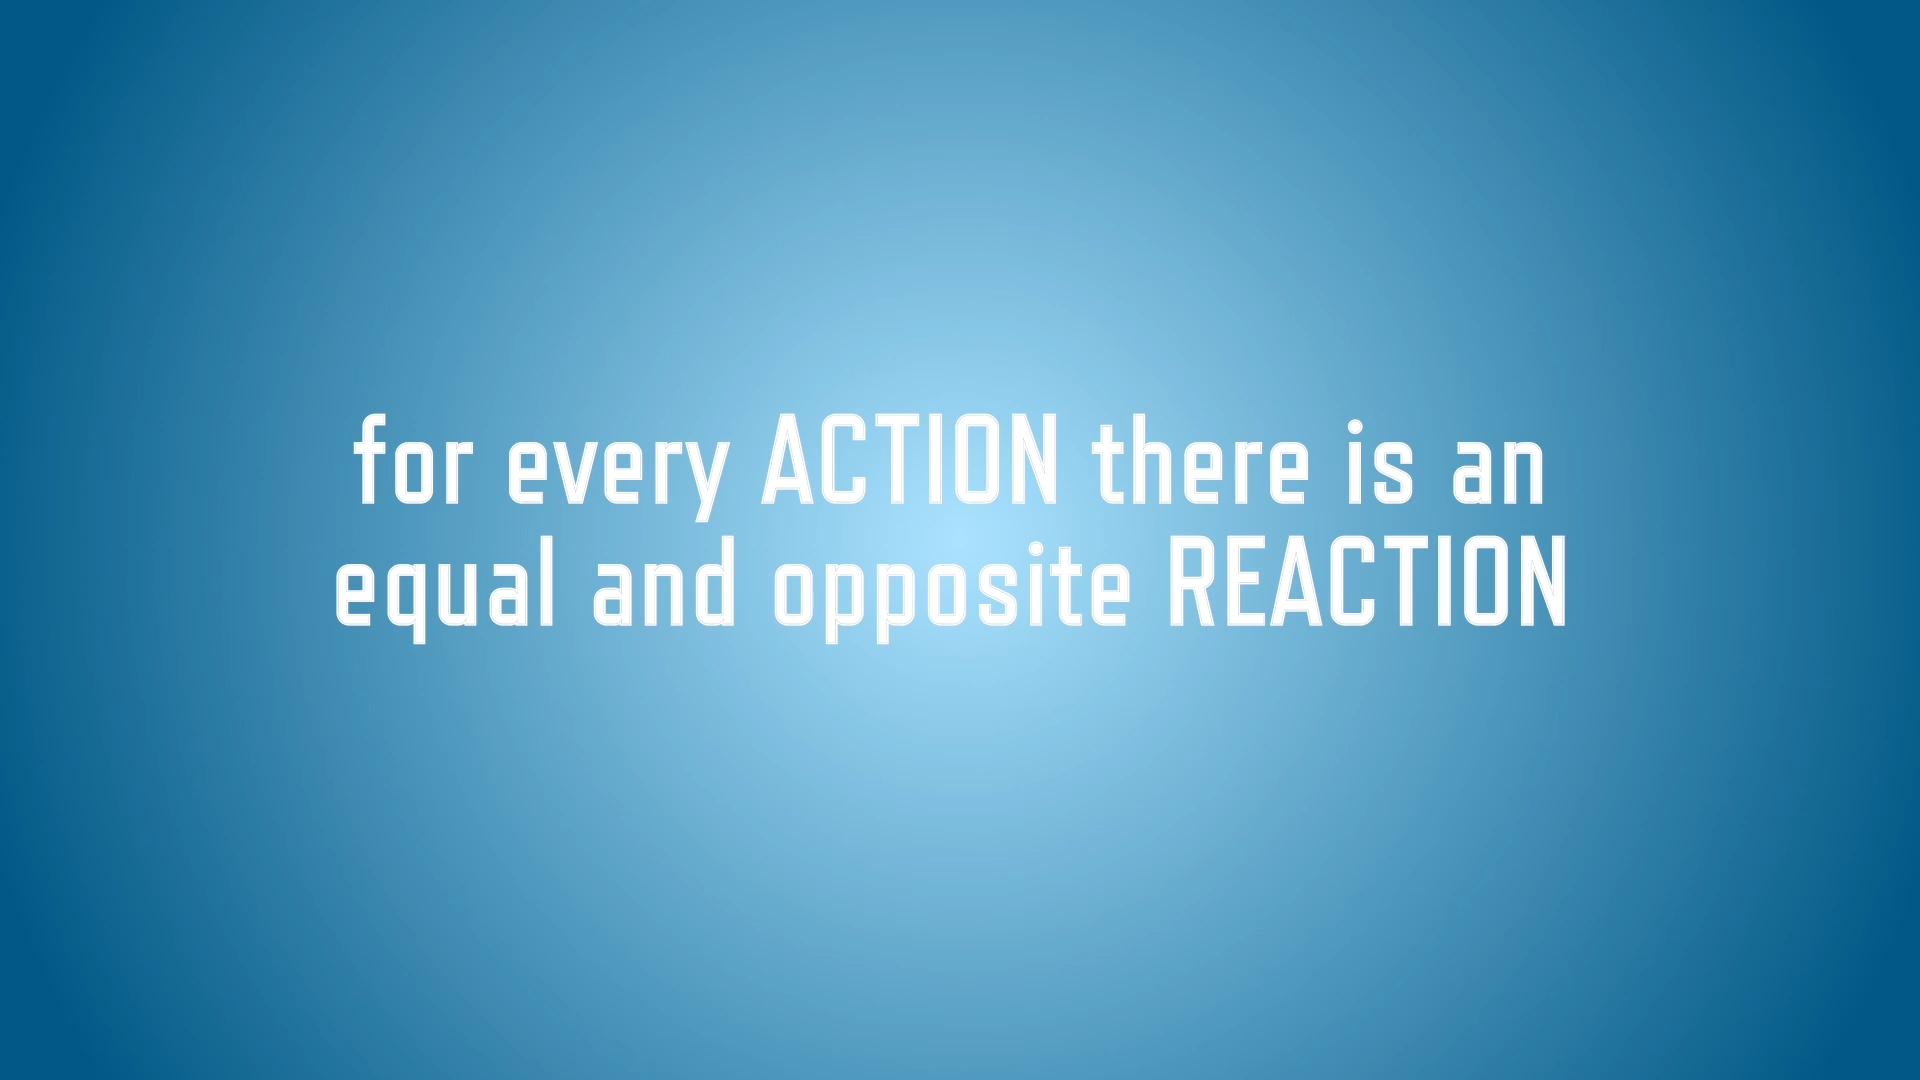 for every ACTION there is an
equal and opposite REACTION